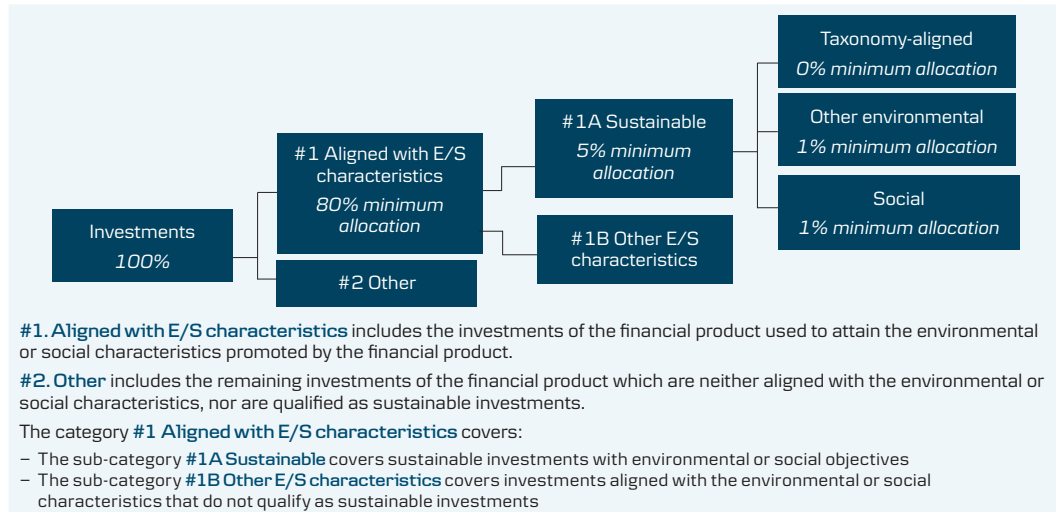 Taxonomy-aligned
0% minimum allocation
Other environmental
1% minimum allocation
Social
1% minimum allocation
#1A Sustainable
5% minimum
allocation
#1B Other E/S
characteristics
#1 Aligned with E/S
characteristics
80% minimum
allocation
#2 Other
Investments
100%
#1. Aligned with E/S characteristics includes the investments of the financial product used to attain the environmental
or social characteristics promoted by the financial product.
#2. Other includes the remaining investments of the financial product which are neither aligned with the environmental or
social characteristics, nor are qualified as sustainable investments.
The category #1 Aligned with E/S characteristics covers:
– The sub-category #1A Sustainable covers sustainable investments with environmental or social objectives
– The sub-category #1B Other E/S characteristics covers investments aligned with the environmental or social
characteristics that do not qualify as sustainable investments